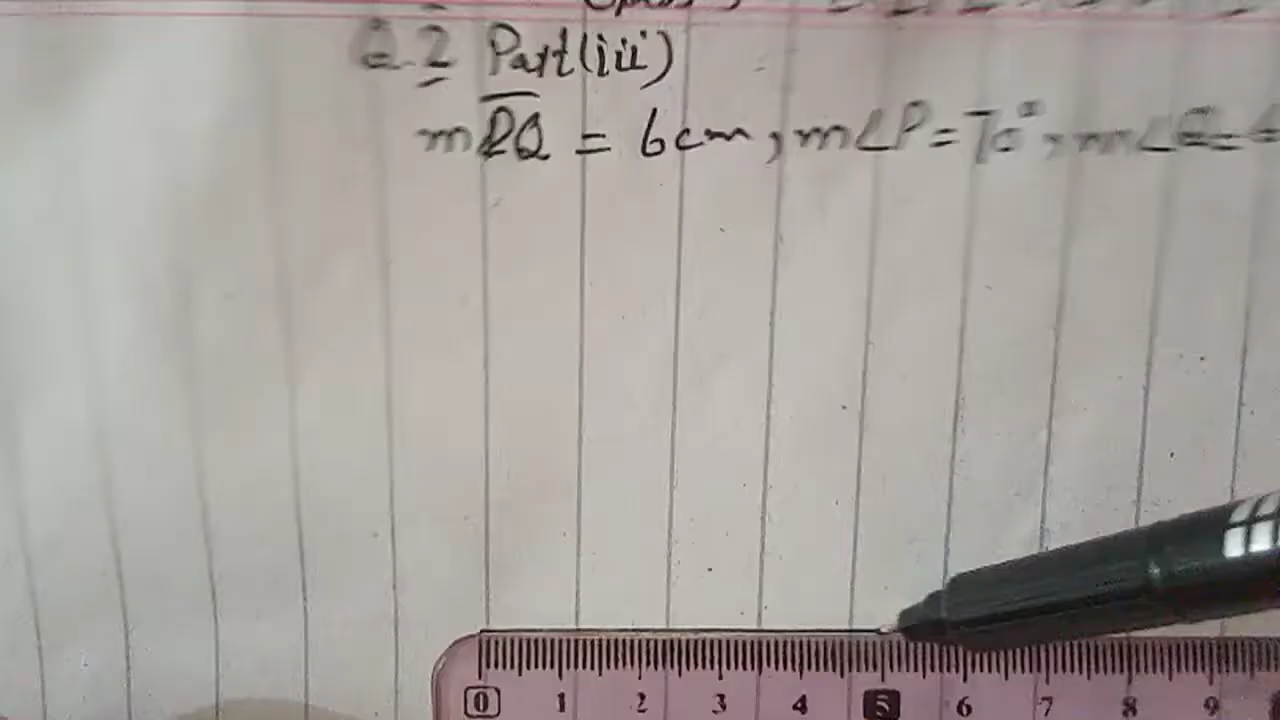 Q.2 Part(iii)
mPQ = 6cm, m∠P=70°, m∠Q=
0 1 2 3 4 5 6 7 8 9